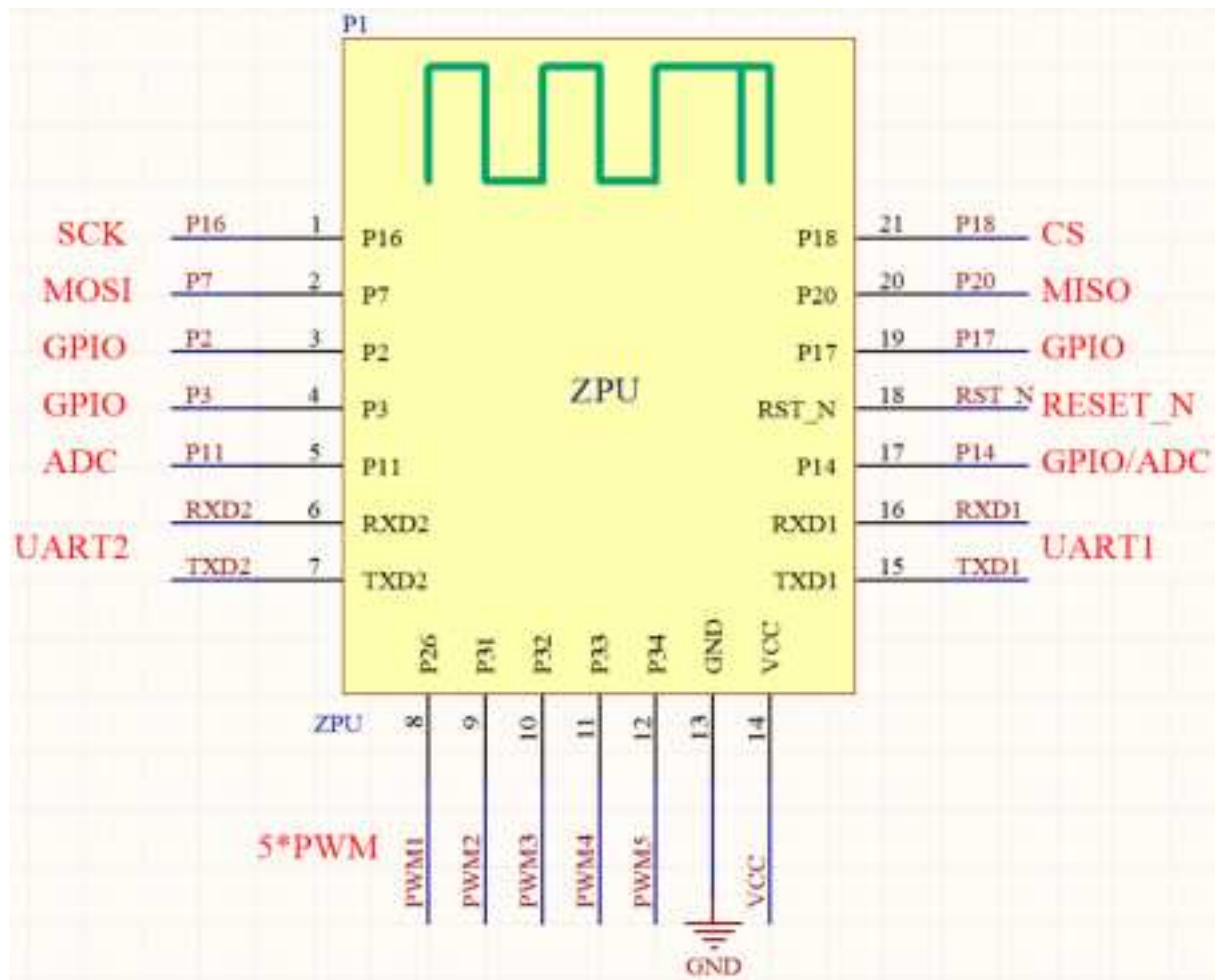 P1
SCK P16 1 P16 P18 21 P18 CS
MOSI P7 2 P7 P20 20 P20 MISO
GPIO P2 3 P2 P17 19 P17 GPIO
ZPU
GPIO P3 4 P3 RST_N 18 RST_N RESET_N
ADC P11 5 P11 P14 17 P14 GPIO/ADC
RXD2 6 RXD2 RXD1 16 RXD1
UART2 UART1
TXD2 7 TXD2 TXD1 15 TXD1
P26 P31 P32 P33 P34 GND VCC
ZPU 8 9 10 11 12 13 14
5*PWM PWM1 PWM2 PWM3 PWM4 PWM5 VCC
GND